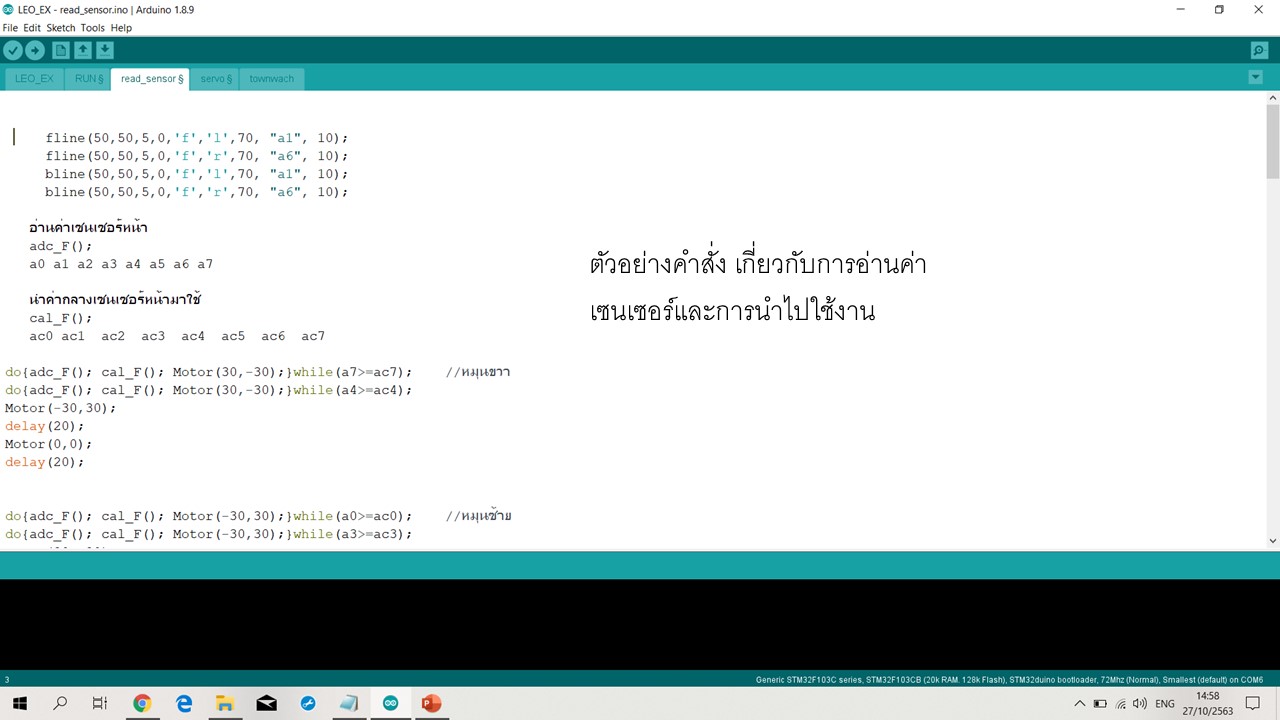 LEO_EX - read_sensor.ino | Arduino 1.8.9
File Edit Sketch Tools Help
LEO_EX RUN § read_sensor § servo § townwach
fline(50,50,5,0,'f','l',70, "a1", 10);
fline(50,50,5,0,'f','r',70, "a6", 10);
bline(50,50,5,0,'f','l',70, "a1", 10);
bline(50,50,5,0,'f','r',70, "a6", 10);
อ่านค่าเซนเซอร์หน้า
adc_F();
a0 a1 a2 a3 a4 a5 a6 a7
นำค่ากลางเซนเซอร์หน้ามาใช้
cal_F();
ac0 ac1 ac2 ac3 ac4 ac5 ac6 ac7
ตัวอย่างคำสั่ง เกี่ยวกับการอ่านค่า
เซนเซอร์และการนำไปใช้งาน
do{adc_F(); cal_F(); Motor(30,-30);}while(a7>=ac7); //หมุนขาา
do{adc_F(); cal_F(); Motor(30,-30);}while(a4>=ac4);
Motor(-30,30);
delay(20);
Motor(0,0);
delay(20);
do{adc_F(); cal_F(); Motor(-30,30);}while(a0>=ac0); //หมุนซ้าย
do{adc_F(); cal_F(); Motor(-30,30);}while(a3>=ac3);
3
Generic STM32F103C series, STM32F103CB (20k RAM. 128k Flash), STM32duino bootloader, 72Mhz (Normal), Smallest (default) on COM6
ENG
14:58
27/10/2563